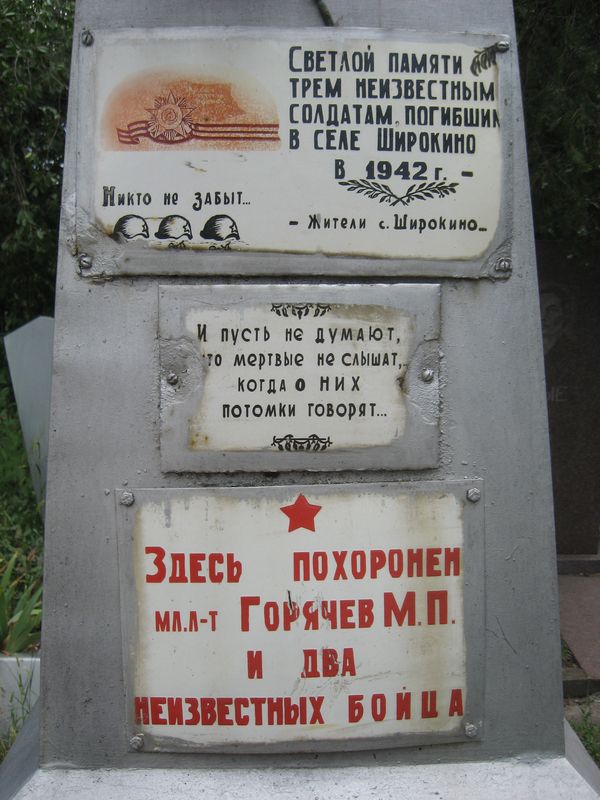 Светлой памяти
трем неизвестным
солдатам, погибшим
в селе Широкино
в 1942 г. -
Никто не забыт...
- Жители с. Широкино...
И пусть не думают,
что мертвые не слышат,
когда о них
потомки говорят...
Здесь похоронен
мл.л-т Горячев М.П.
и два
неизвестных бойца